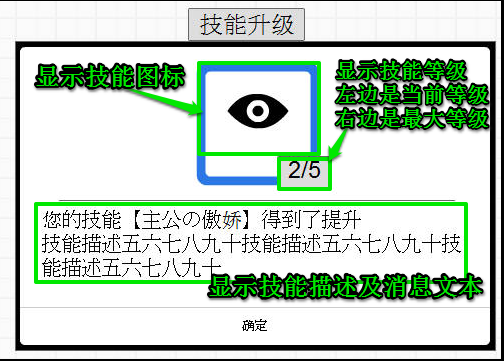 技能升级
显示技能图标
显示技能等级
左边是当前等级
右边是最大等级
2/5
您的技能【主公の傲娇】得到了提升
技能描述五六七八九十技能描述五六七八九十技
能描述五六七八九十
显示技能描述及消息文本
确定